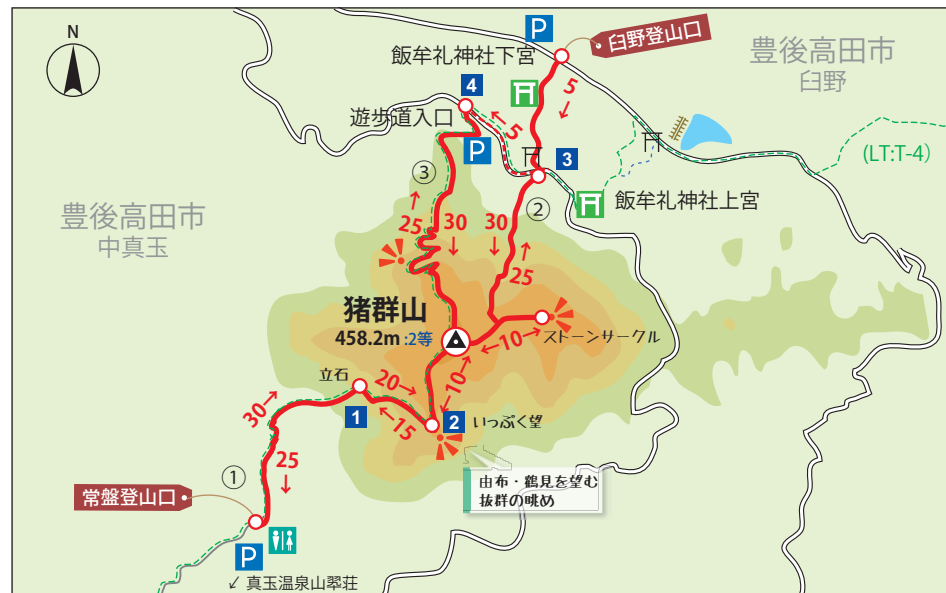 N
P
臼野登山口
豊後高田市
臼野
飯牟礼神社下宮
4
5
↓
遊歩道入口
←5
P
3
(LT:T-4)
飯牟礼神社上宮
豊後高田市
中真玉
③
↑
25
30
↓
②
30
↓
↑
25
猪群山
458.2m :2等
←10→
ストーンサークル
立石
20→
←10→
1
←15
2
いっぷく望
30→
25
↓
由布・鶴見を望む
抜群の眺め
①
常盤登山口
P
↙ 真玉温泉山翠荘